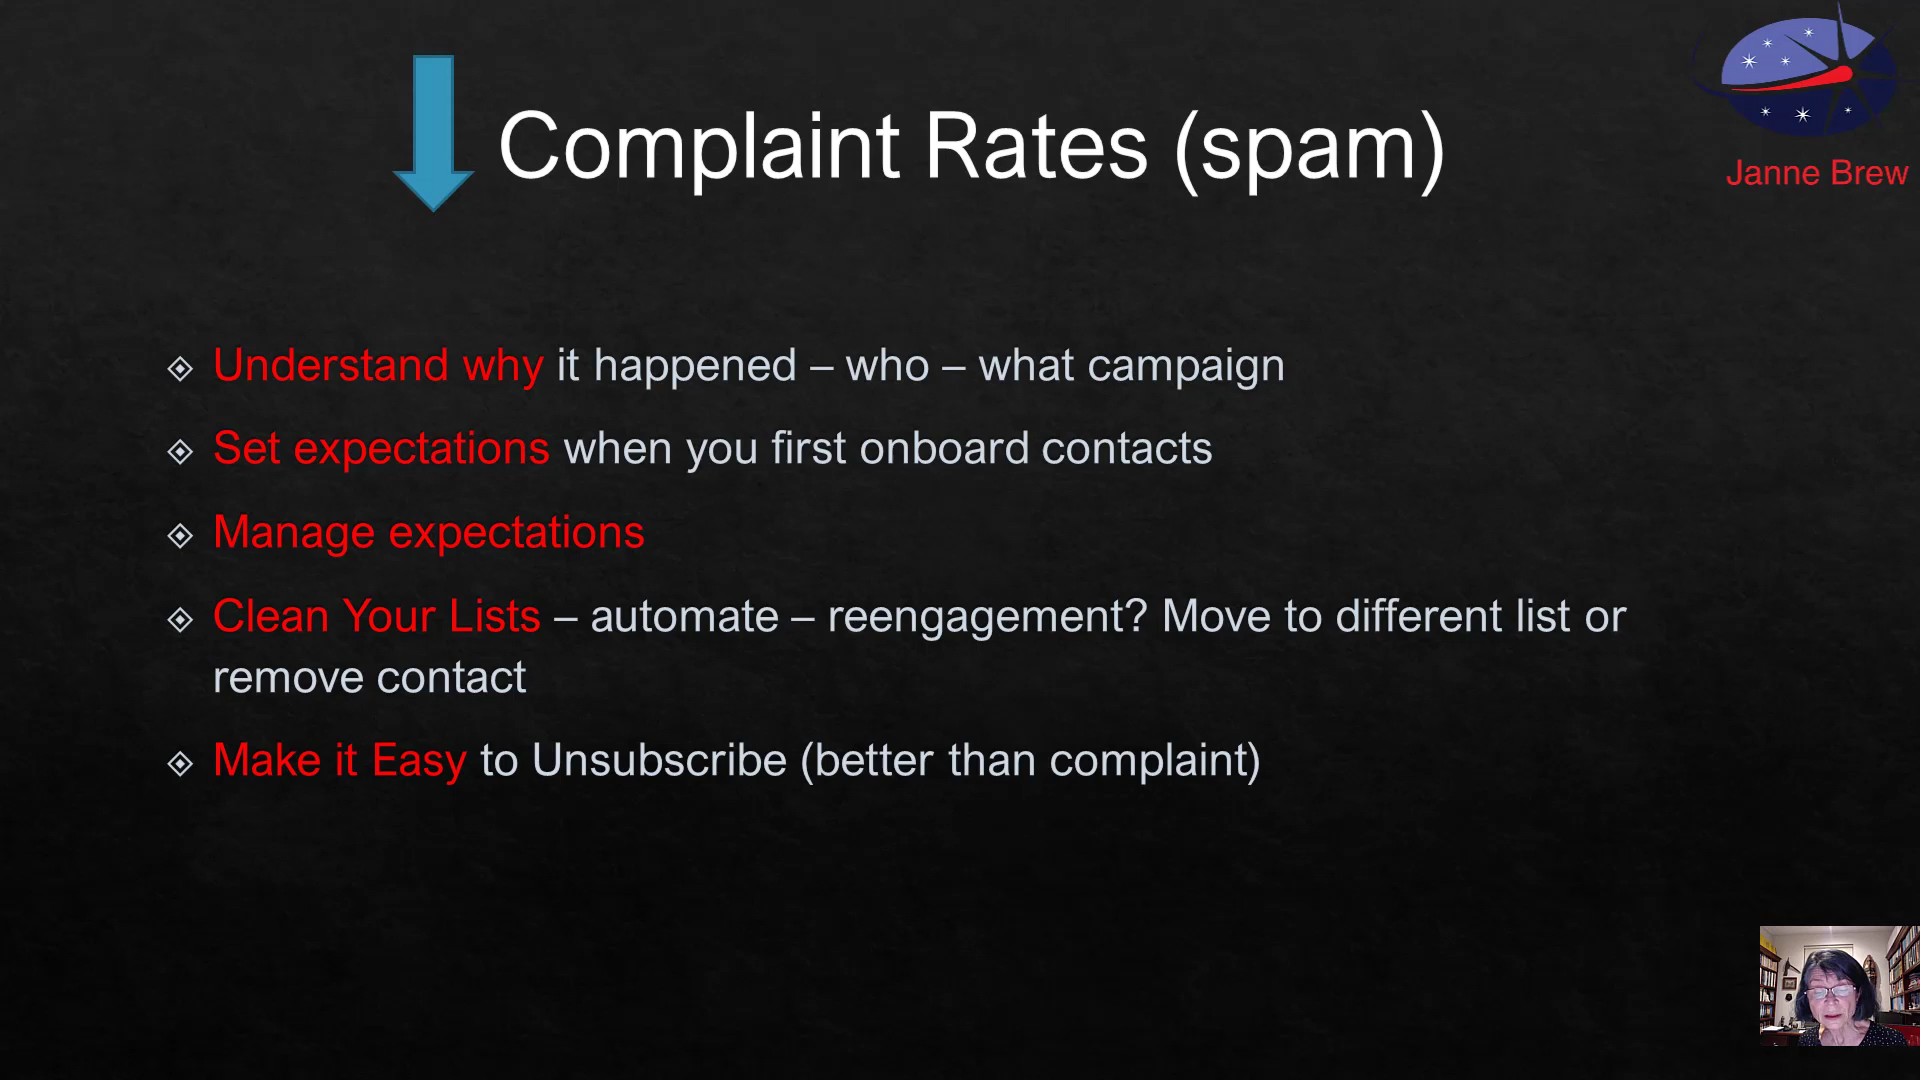 Complaint Rates (spam)
Janne Brew
Understand why it happened – who – what campaign
Set expectations when you first onboard contacts
Manage expectations
Clean Your Lists – automate – reengagement? Move to different list or
remove contact
Make it Easy to Unsubscribe (better than complaint)